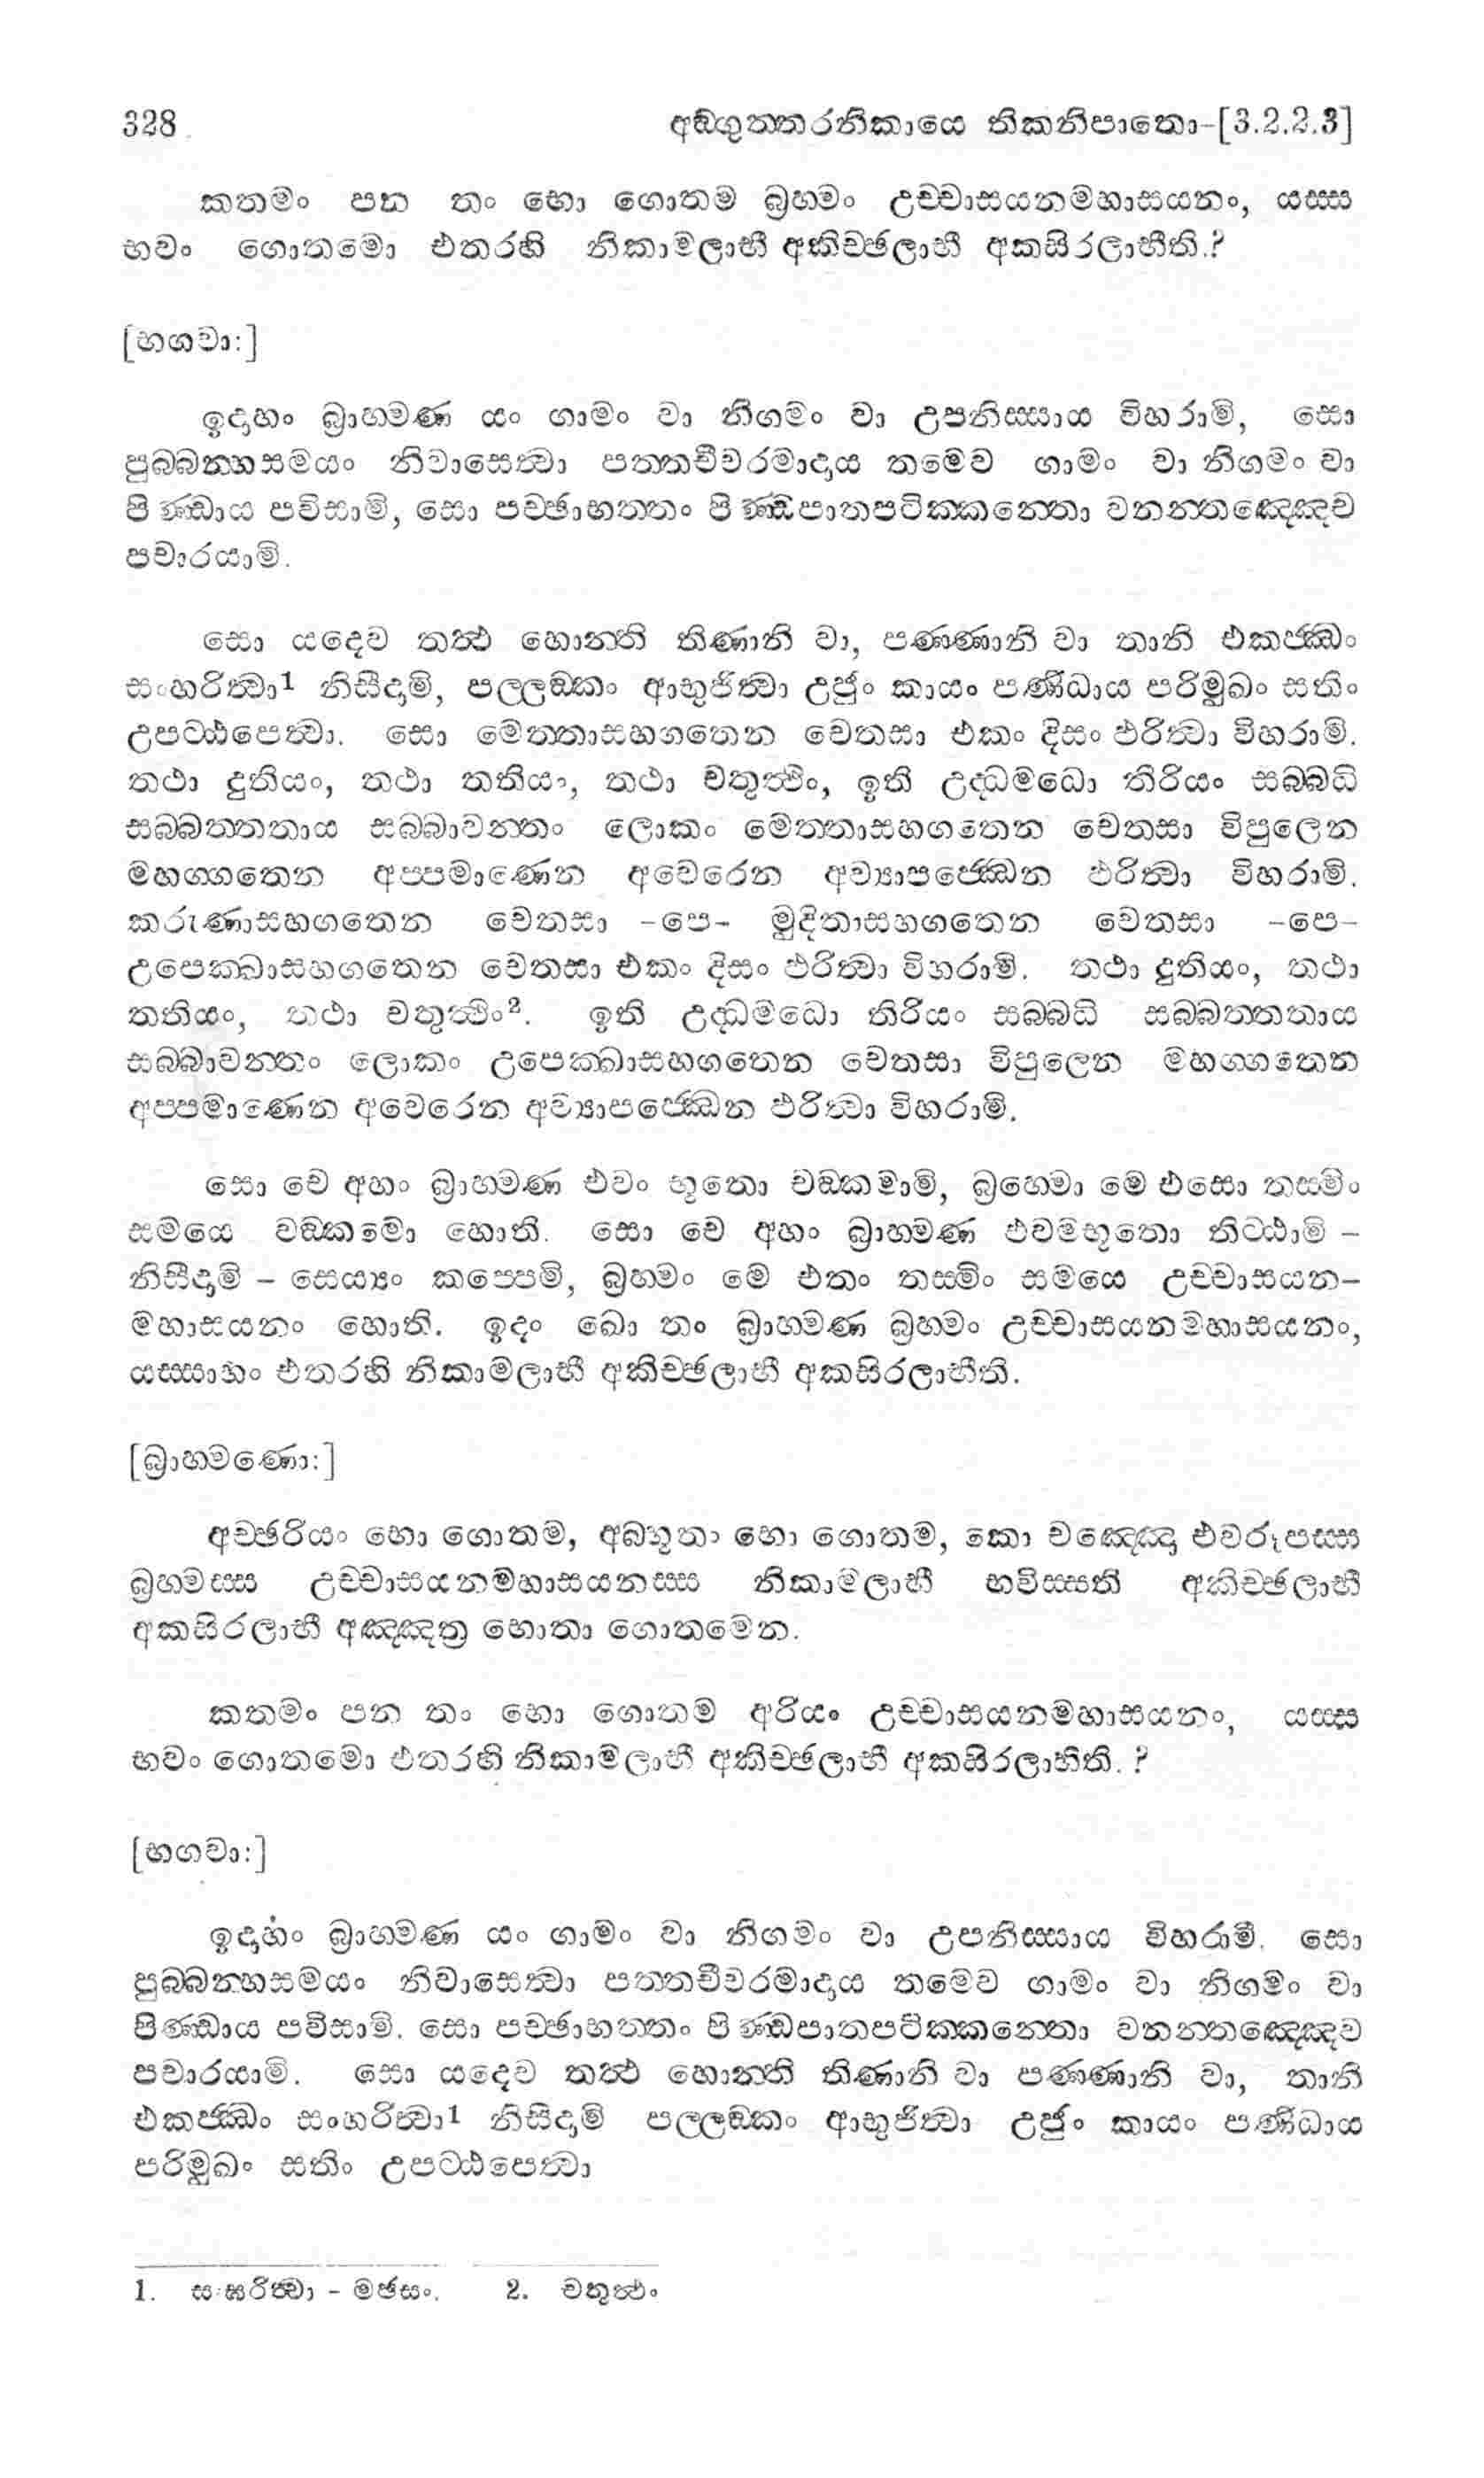 328 අඞ්ගුත්තරනිකායෙ තිකනිපාතො-[3.2.2.3]
කතමං පන තං භො ගොතම බ්‍රහ්මං උච්චාසයනමහාසයනං, යස්ස
භවං ගොතමො එතරහි නිකාමලාභී අකිච්ඡලාභී අකසිරලාභීති.?
[භගවා:]
ඉදාහං බ්‍රාහ්මණ යං ගාමං වා නිගමං වා උපනිස්සාය විහරාමි, සො
පුබ්බන්හසමයං නිවාසෙත්‍වා පත්තචීවරමාදාය තමෙව ගාමං වා නිගමං වා
පිණ්ඩාය පවිසාමි, සො පච්ඡාභත්තං පිණ්ඩපාතපටික්කන්තො වනන්තඤ්ඤෙව
පචාරයාමි.
සො යදෙව තත්‍ථ හොන්ති තිණානි වා, පණ්ණානි වා තානි එකජ්ඣං
සංහරිත්‍වා1 නිසීදාමි, පල්ලඞ්කං ආභුජිත්‍වා උජුං කායං පණිධාය පරිමුඛං සතිං
උපට්ඨපෙත්‍වා. සො මෙත්තාසහගතෙන චෙතසා එකං දිසං ඵරිත්‍වා විහරාමි.
තථා දුතියං, තථා තතියං, තථා චතුත්‍ථිං, ඉති උද්ධමධො තිරියං සබ්බධි
සබ්බත්තතාය සබ්බාවන්තං ලොකං මෙත්තාසහගතෙන චෙතසා විපුලෙන
මහග්ගතෙන අප්පමාණෙන අවෙරෙන අව්‍යාපජ්ඣෙන ඵරිත්‍වා විහරාමි.
කරුණාසහගතෙන චෙතසා -පෙ- මුදිතාසහගතෙන චෙතසා -පෙ-
උපෙක්ඛාසහගතෙන චෙතසා එකං දිසං ඵරිත්‍වා විහරාමි. තථා දුතියං, තථා
තතියං, තථා චතුත්‍ථිං2. ඉති උද්ධමධො තිරියං සබ්බධි සබ්බත්තතාය
සබ්බාවන්තං ලොකං උපෙක්ඛාසහගතෙන චෙතසා විපුලෙන මහග්ගතෙන
අප්පමාණෙන අවෙරෙන අව්‍යාපජ්ඣෙන ඵරිත්‍වා විහරාමි.
සො චෙ අහං බ්‍රාහ්මණ එවං භූතො චඞ්කමාමි, බ්‍රහ්මො මෙ එසො තස්මිං
සමයෙ චඞ්කමො හොති. සො චෙ අහං බ්‍රාහ්මණ එවම්භූතො තිට්ඨාමි -
නිසීදාමි - සෙය්‍යං කප්පෙමි, බ්‍රහ්මං මෙ එතං තස්මිං සමයෙ උච්චාසයන-
මහාසයනං හොති. ඉදං ඛො තං බ්‍රාහ්මණ බ්‍රහ්මං උච්චාසයනමහාසයනං,
යස්සාහං එතරහි නිකාමලාභී අකිච්ඡලාභී අකසිරලාභීති.
[බ්‍රාහ්මණො:]
අච්ඡරියං භො ගොතම, අබ්භූතං භො ගොතම, කො චඤ්ඤො එවරූපස්ස
බ්‍රහ්මස්ස උච්චාසයනමහාසයනස්ස නිකාමලාභී භවිස්සති අකිච්ඡලාභී
අකසිරලාභී අඤ්ඤත්‍ර භොතා ගොතමෙන.
කතමං පන තං භො ගොතම අරියං උච්චාසයනමහාසයනං, යස්ස
භවං ගොතමො එතරහි නිකාමලාභී අකිච්ඡලාභී අකසිරලාභීති. ?
[භගවා:]
ඉදාහං බ්‍රාහ්මණ යං ගාමං වා නිගමං වා උපනිස්සාය විහරාමී. සො
පුබ්බන්හසමයං නිවාසෙත්‍වා පත්තචීවරමාදාය තමෙව ගාමං වා නිගමං වා
පිණ්ඩාය පවිසාමි. සො පච්ඡාභත්තං පිණ්ඩපාතපටික්කන්තො වනන්තඤ්ඤෙව
පචාරයාමි. සො යදෙව තත්‍ථ හොන්ති තිණානි වා පණ්ණානි වා, තානි
එකජ්ඣං සංහරිත්‍වා1 නිසීදාමි පල්ලඞ්කං ආභුජිත්‍වා උජුං කායං පණිධාය
පරිමුඛං සතිං උපට්ඨපෙත්‍වා
1. සංඝරිත්‍වා - මඡසං. 2. චතුත්‍ථං